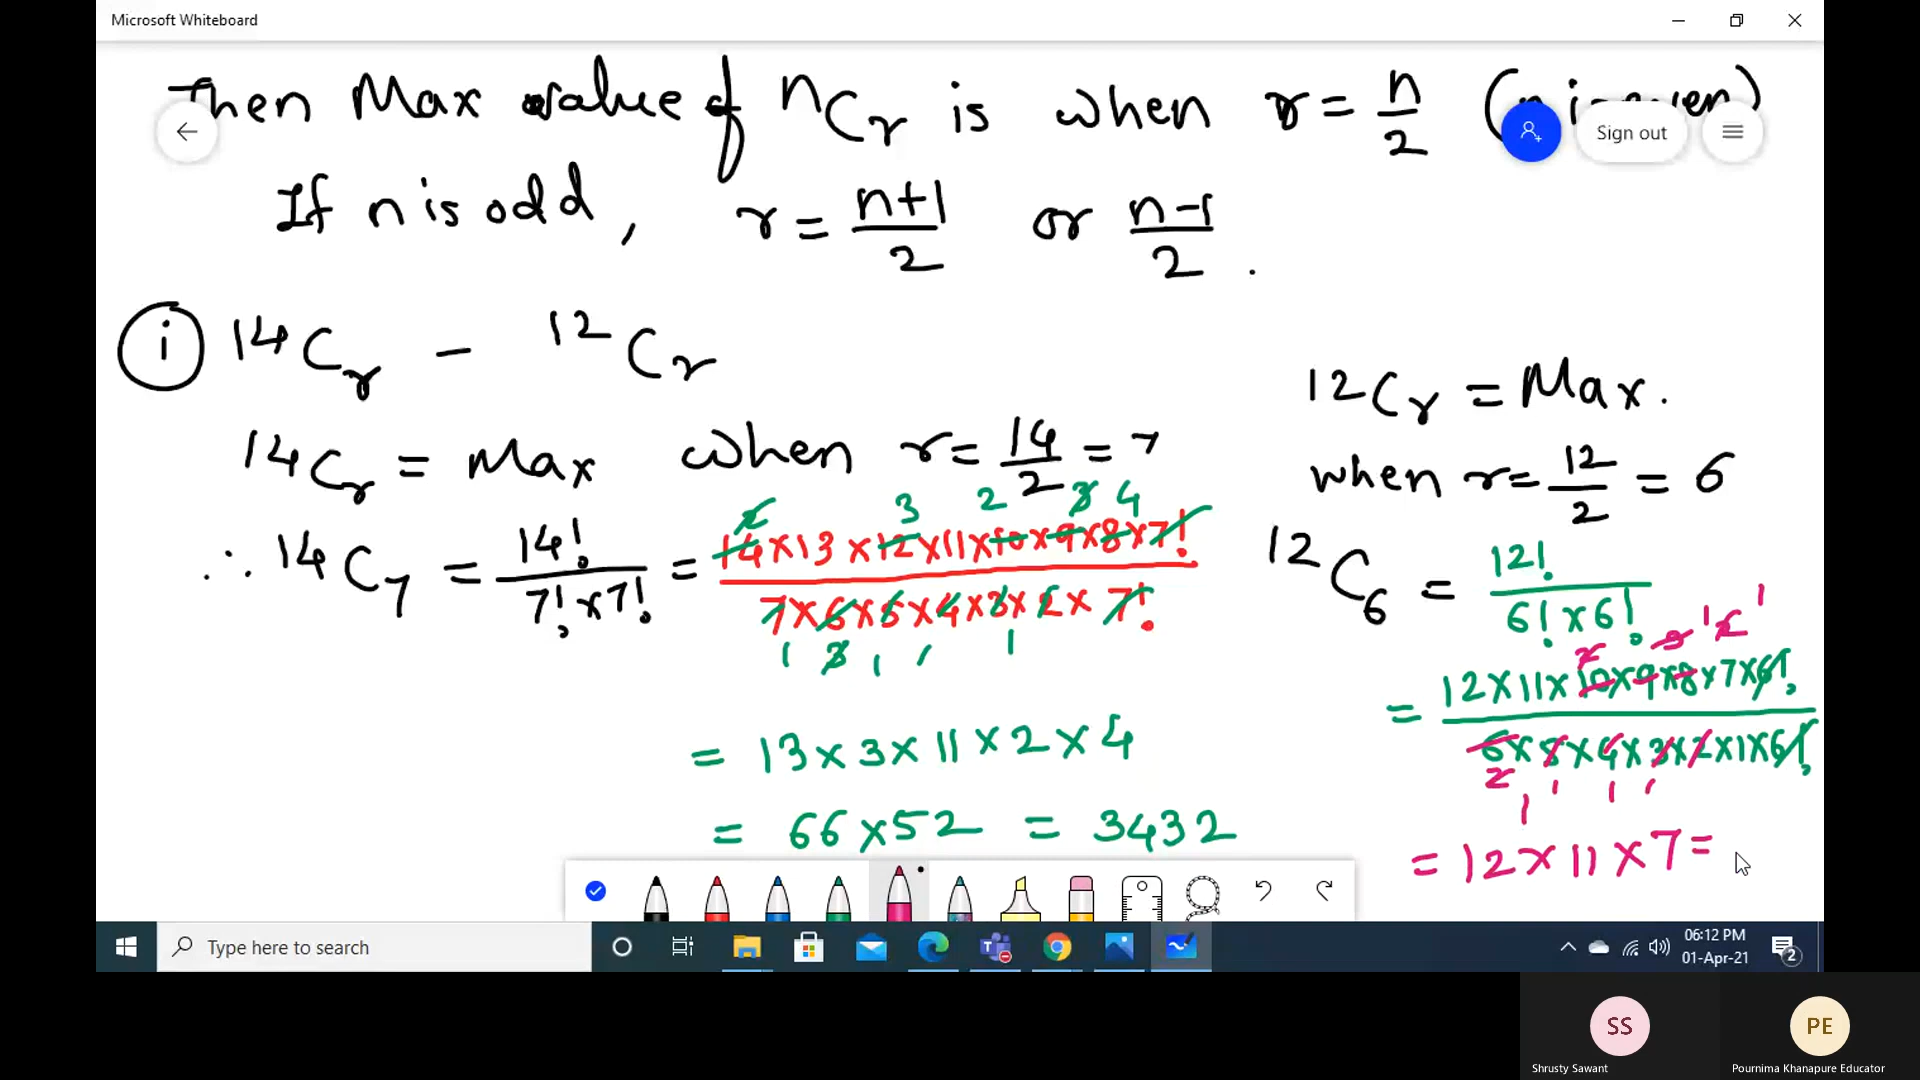 Microsoft Whiteboard
Then Max value of nCr is when r = n/2 (n is even)
Sign out
If n is odd, r = n+1/2 or n-1/2 .
(i) 14Cr - 12Cr
14Cr = Max when r = 14/2 = 7
∴ 14C7 = 14!/7!×7! = 14×13×12×11×10×9×8×7!/7×6×5×4×3×2×7!
= 13×3×11×2×4
= 66×52 = 3432
12Cr = Max.
when r = 12/2 = 6
12C6 = 12!/6!×6!
= 12×11×10×9×8×7×6!/6×5×4×3×2×1×6!
= 12×11×7=
Type here to search
06:12 PM
01-Apr-21
2
SS
PE
Shrusty Sawant
Pournima Khanapure Educator